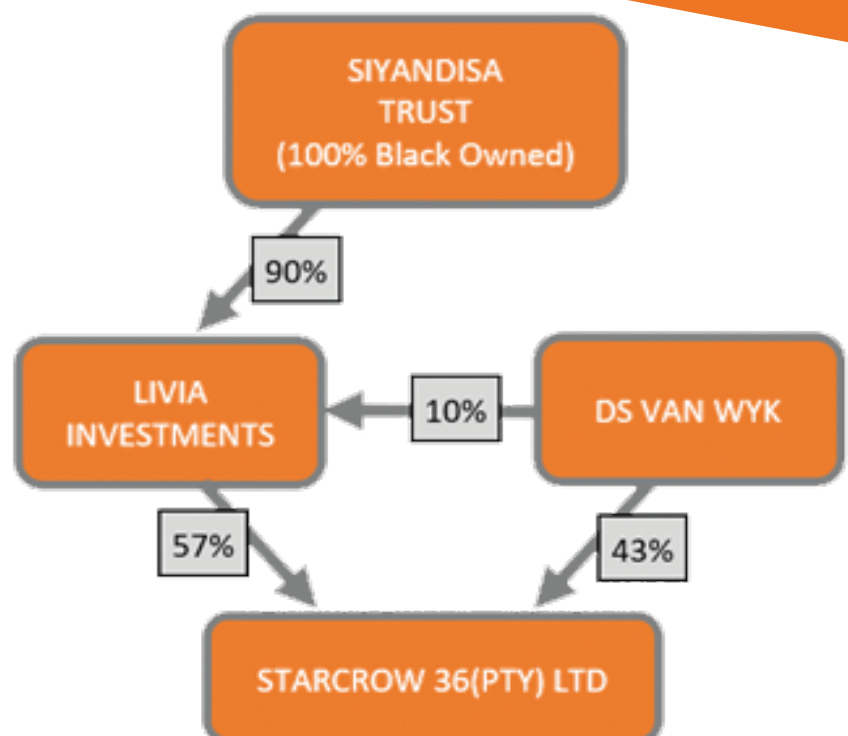 SIYANDISA
TRUST
(100% Black Owned)
90%
LIVIA
INVESTMENTS
10%
DS VAN WYK
57%
43%
STARCROW 36(PTY) LTD